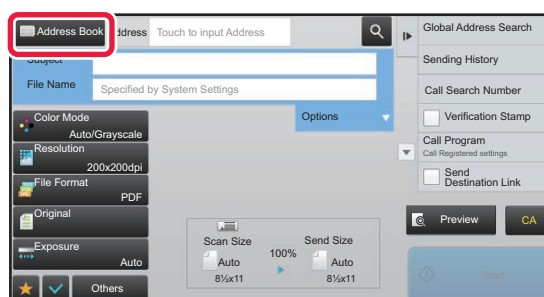 Address Book
ddress
Touch to input Address
Subject
File Name
Specified by System Settings
Options
Color Mode
Auto/Grayscale
Resolution
200x200dpi
File Format
PDF
Original
Exposure
Auto
Others
Scan Size
Auto
8½x11
100%
Send Size
Auto
8½x11
Global Address Search
Sending History
Call Search Number
Verification Stamp
Call Program
Call Registered settings
Send
Destination Link
Preview
CA
Start